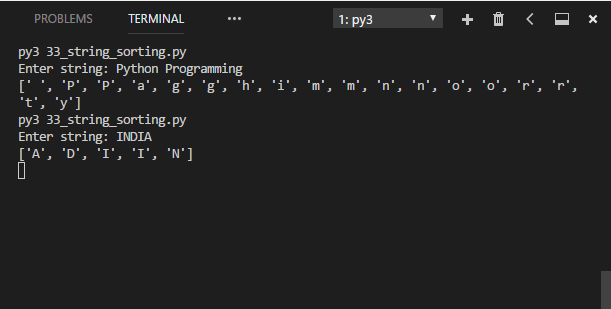 PROBLEMS TERMINAL ••• 1: py3
py3 33_string_sorting.py
Enter string: Python Programming
[' ', 'P', 'P', 'a', 'g', 'g', 'h', 'i', 'm', 'm', 'n', 'n', 'o', 'o', 'r', 'r',
't', 'y']
py3 33_string_sorting.py
Enter string: INDIA
['A', 'D', 'I', 'I', 'N']